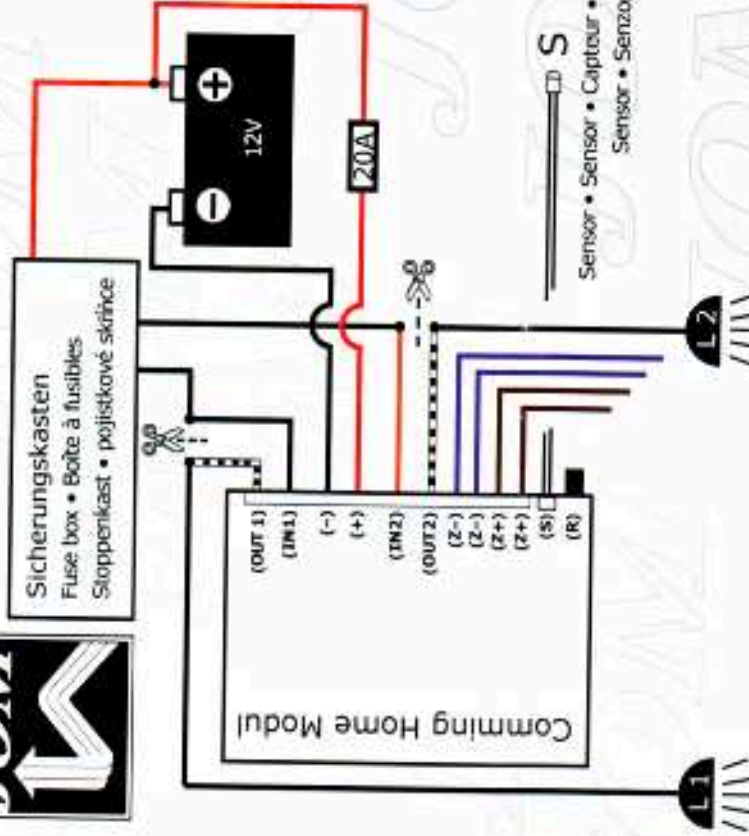 Sicherungskasten
Fuse box • Boîte à fusibles
Stoppenkast • pojistkové skříňce
12V
20A
S
Sensor • Sensor • Capteur •
Sensor • Senzo
(OUT 1)
(IN1)
(-)
(+)
(IN2)
(OUT2)
(Z-)
(Z-)
(Z+)
(Z+)
(S)
(R)
Comming Home Modul
L 1
L 2